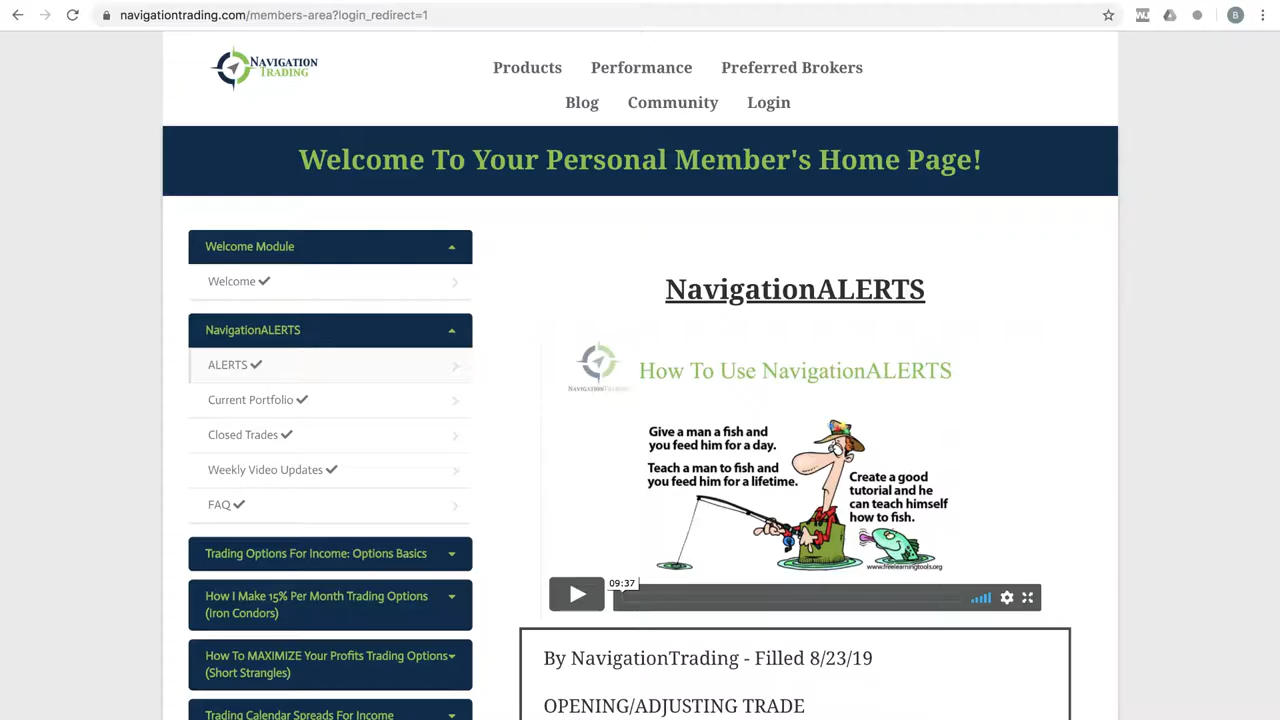 navigationtrading.com/members-area?login_redirect=1
B
NAVIGATION
TRADING
Products Performance Preferred Brokers
Blog Community Login
Welcome To Your Personal Member's Home Page!
Welcome Module
Welcome
NavigationALERTS
ALERTS
Current Portfolio
Closed Trades
Weekly Video Updates
FAQ
Trading Options For Income: Options Basics
How I Make 15% Per Month Trading Options
(Iron Condors)
How To MAXIMIZE Your Profits Trading Options
(Short Strangles)
Trading Calendar Spreads For Income
NavigationALERTS
How To Use NavigationALERTS
NAVIGATIONTRADING
Give a man a fish and
you feed him for a day.
Teach a man to fish and
you feed him for a lifetime.
Create a good
tutorial and he
can teach himself
how to fish.
www.freelearningtools.org
09:37
By NavigationTrading - Filled 8/23/19
OPENING/ADJUSTING TRADE